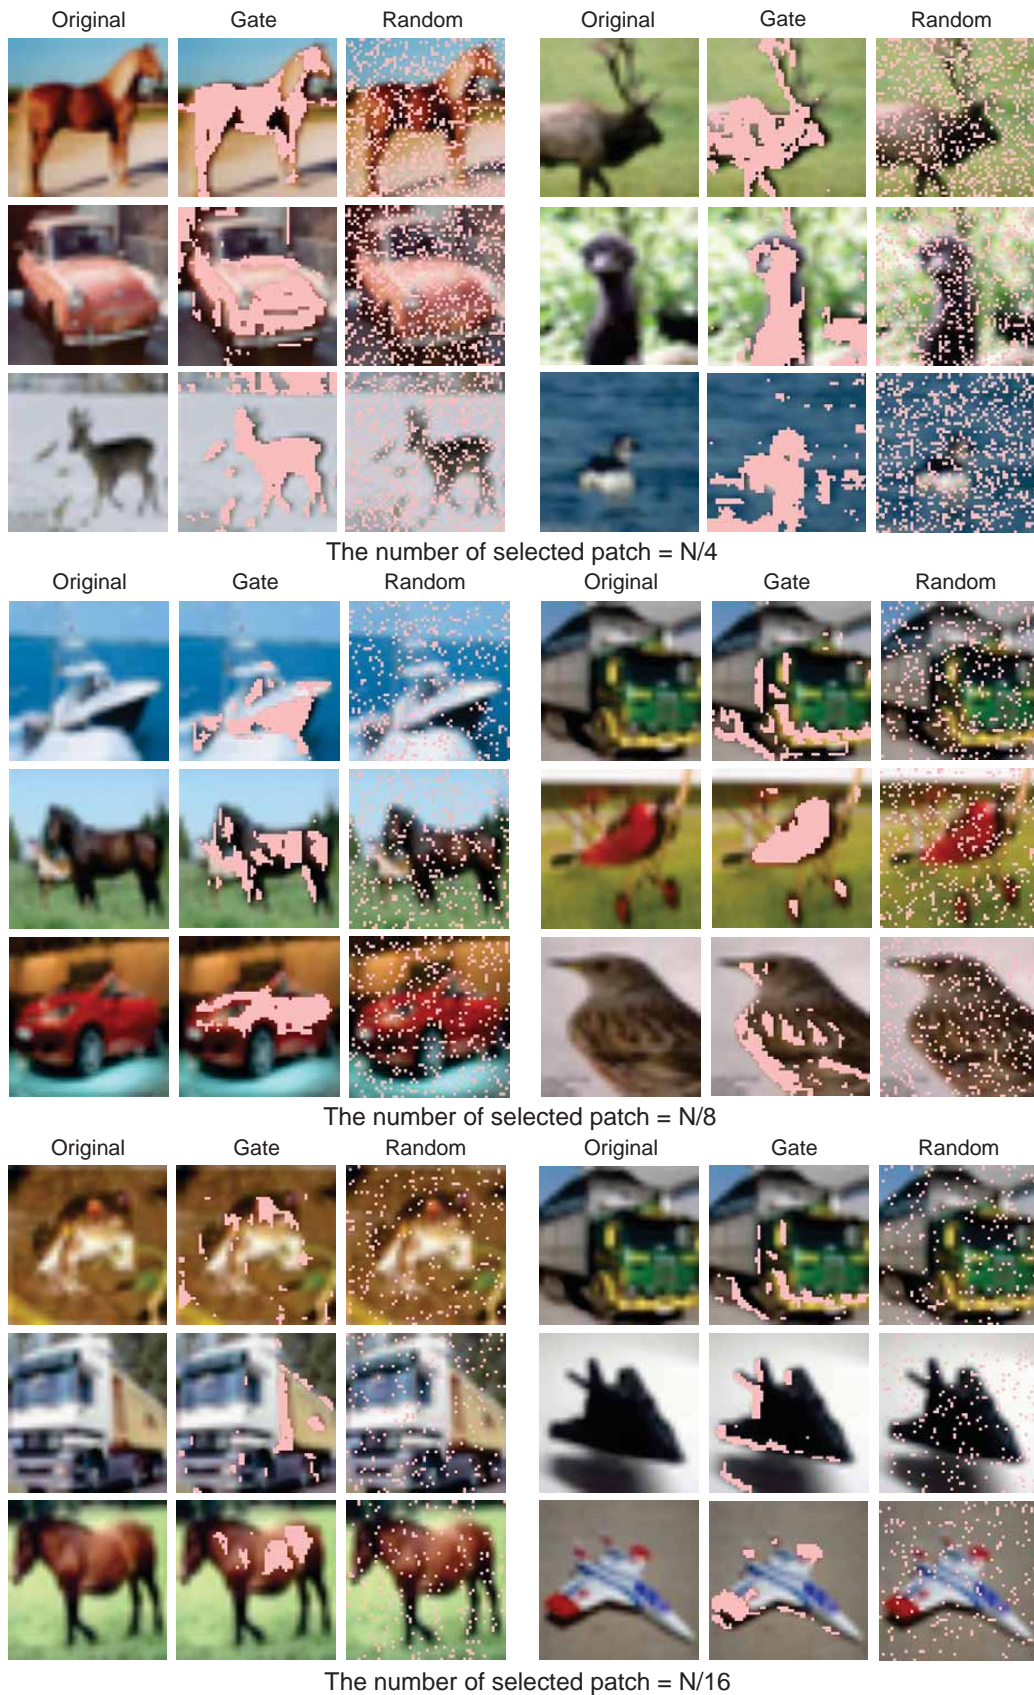 Original Gate Random Original Gate Random
The number of selected patch = N/4
Original Gate Random Original Gate Random
The number of selected patch = N/8
Original Gate Random Original Gate Random
The number of selected patch = N/16